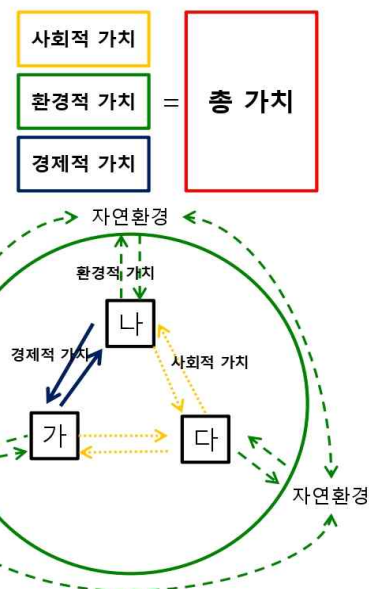 사회적 가치
환경적 가치
=
총 가치
경제적 가치
자연환경
환경적 가치
나
경제적 가치
사회적 가치
가
다
자연환경